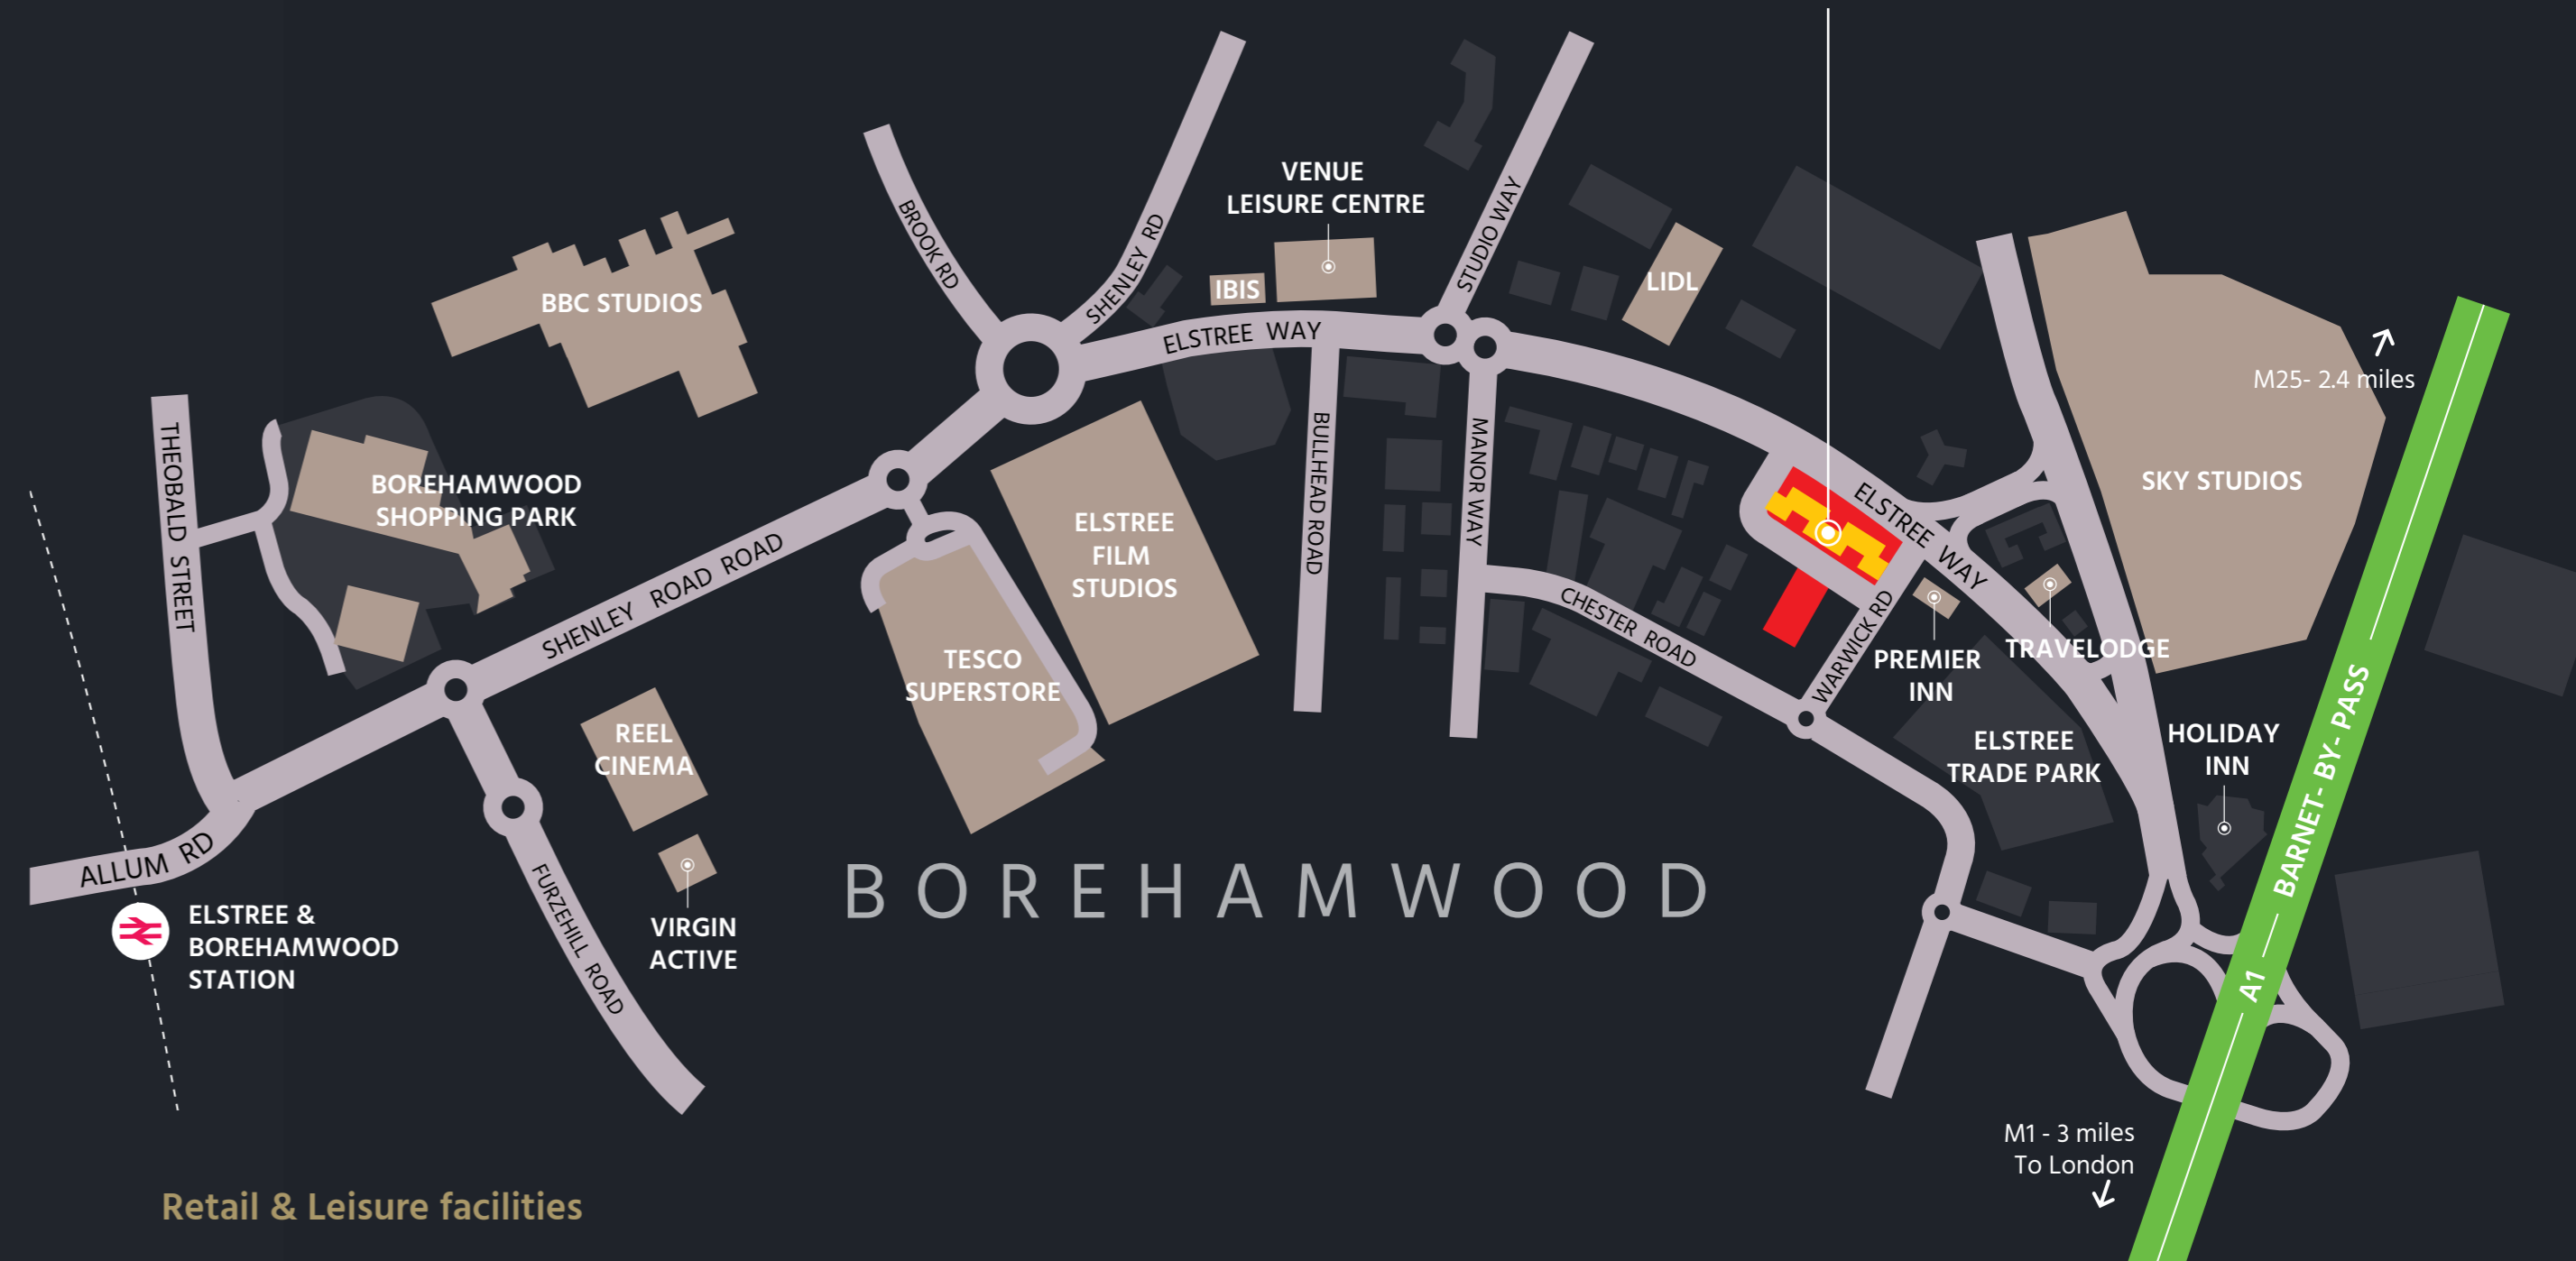 VENUE
LEISURE CENTRE
BROOK RD
SHENLEY RD
STUDIO WAY
IBIS
LIDL
BBC STUDIOS
ELSTREE WAY
M25- 2.4 miles
THEOBALD STREET
BOREHAMWOOD
SHOPPING PARK
BULLHEAD ROAD
MANOR WAY
ELSTREE WAY
SKY STUDIOS
ELSTREE
FILM
STUDIOS
SHENLEY ROAD ROAD
CHESTER ROAD
WARWICK RD
TRAVELODGE
PREMIER
INN
TESCO
SUPERSTORE
REEL
CINEMA
ELSTREE
TRADE PARK
HOLIDAY
INN
BARNET- BY- PASS
A1
ALLUM RD
FURZEHILL ROAD
BOREHAMWOOD
ELSTREE &
BOREHAMWOOD
STATION
VIRGIN
ACTIVE
M1 - 3 miles
To London
Retail & Leisure facilities